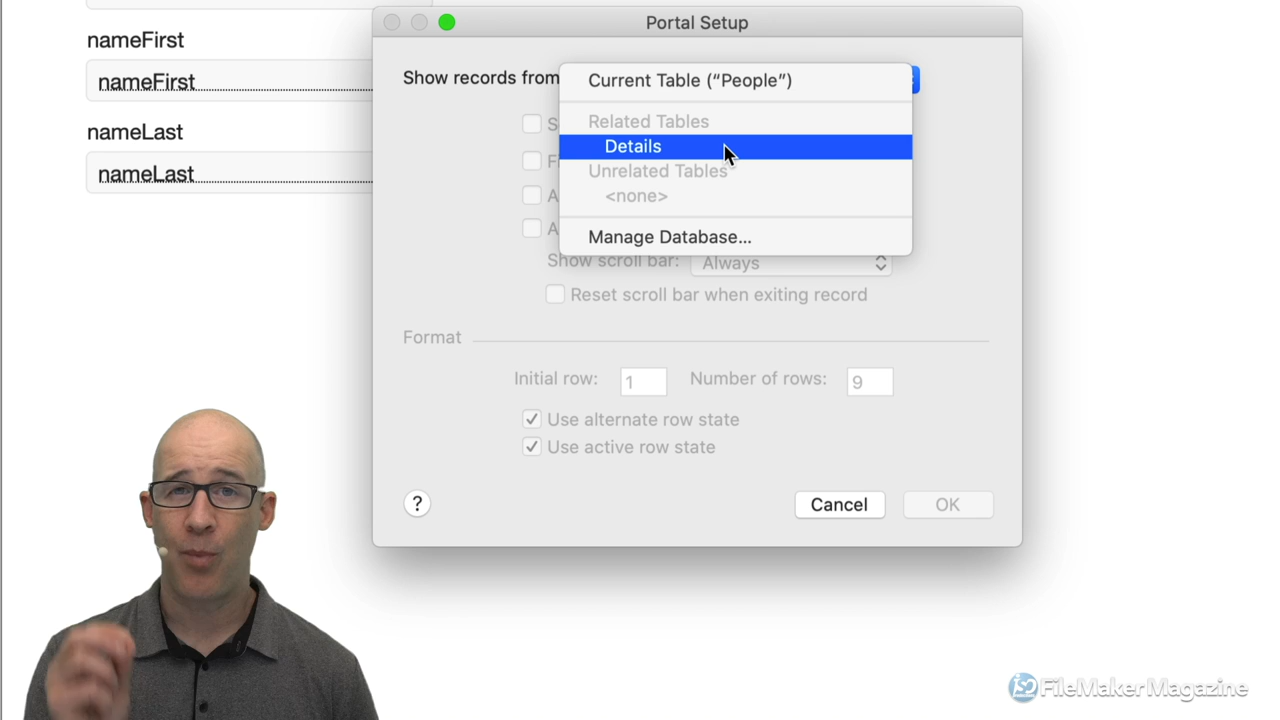 nameFirst
nameFirst
nameLast
nameLast
Portal Setup
Show records from
Current Table (“People”)
Related Tables
Details
Unrelated Tables
<none>
Manage Database...
S
F
A
A
Show scroll bar:
Always
Reset scroll bar when exiting record
Format
Initial row:
1
Number of rows:
9
Use alternate row state
Use active row state
?
Cancel
OK
FileMaker Magazine